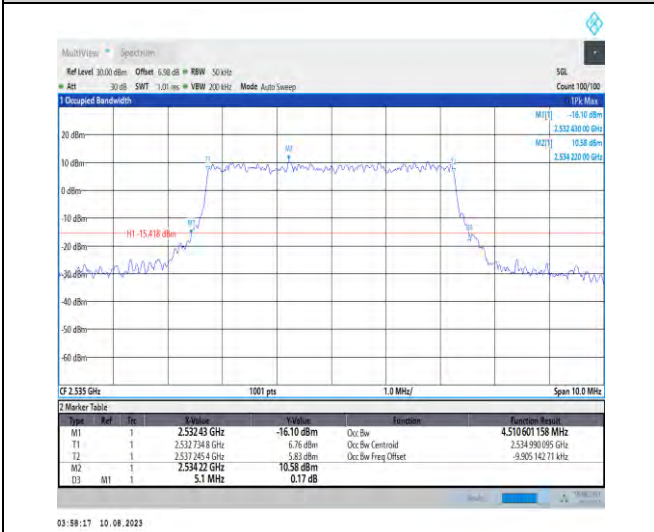 MultiView Spectrum
Ref Level 30.00 dBm Offset 6.98 dB RBW 50 kHz SGL
Att 30 dB SWT 1.01 ms VBW 200 kHz Mode Auto Sweep Count 100/100
1 Occupied Bandwidth 1Pk Max
M1[1] -16.10 dBm
2.532 430 00 GHz
M2[1] 10.58 dBm
2.534 220 00 GHz
20 dBm
M2
T1
10 dBm
0 dBm
-10 dBm
M1
H1 -15.418 dBm
-20 dBm
-30 dBm
-40 dBm
-50 dBm
-60 dBm
CF 2.535 GHz 1001 pts 1.0 MHz/ Span 10.0 MHz
2 Marker Table
Type Ref Trc X-Value Y-Value Function Function Result
M1 1 2.532 43 GHz -16.10 dBm Occ Bw 4.510 601 158 MHz
T1 1 2.532 734 8 GHz 6.76 dBm Occ Bw Centroid 2.534 990 095 GHz
T2 1 2.537 245 4 GHz 5.83 dBm Occ Bw Freq Offset -9.905 142 71 kHz
M2 1 2.534 22 GHz 10.58 dBm
D3 M1 1 5.1 MHz 0.17 dB
03:58:17 10.08.2023